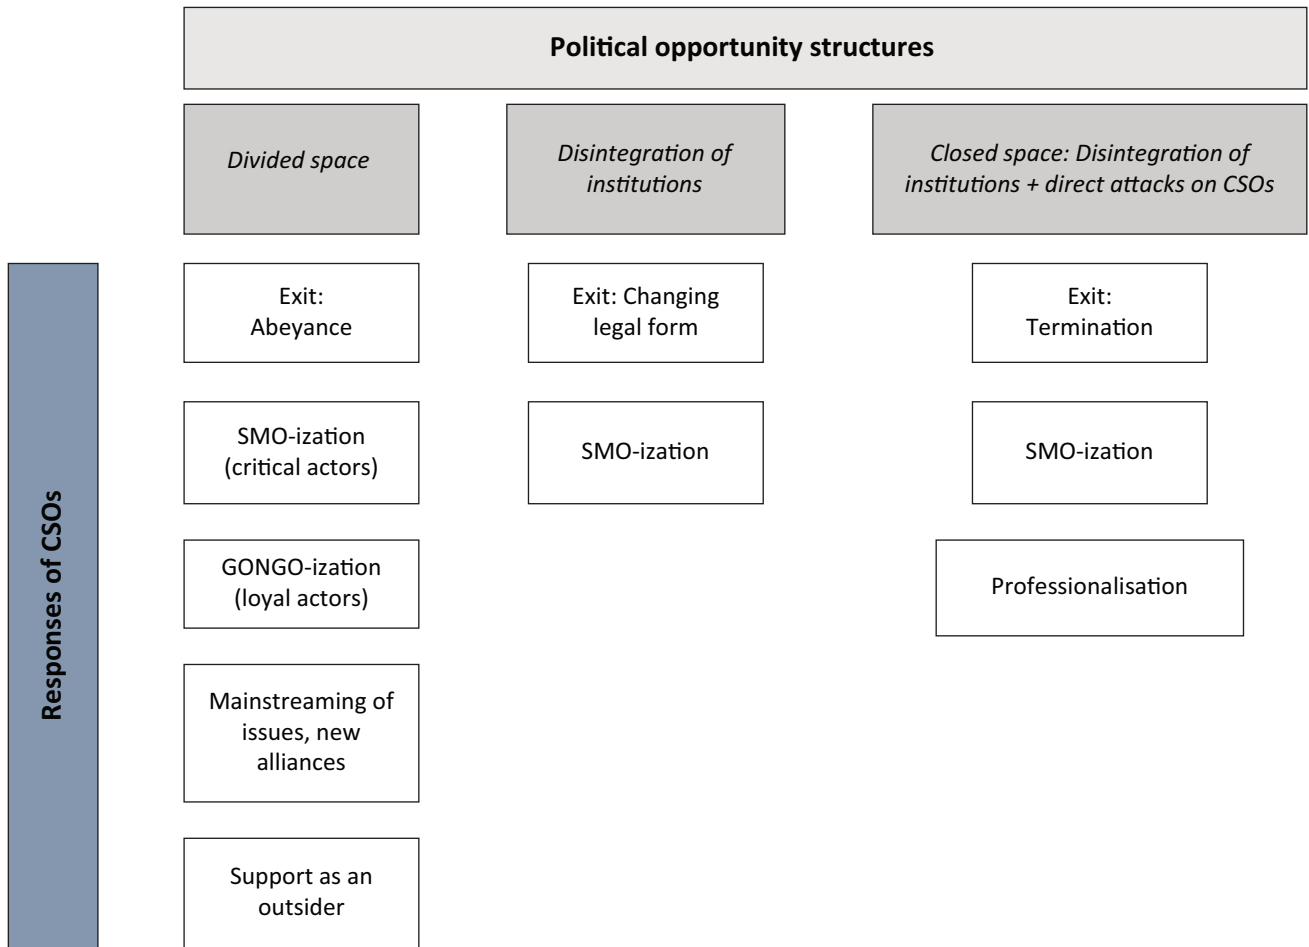 Political opportunity structures
Divided space
Disintegration of
institutions
Closed space: Disintegration of
institutions + direct attacks on CSOs
Responses of CSOs
Exit:
Abeyance
Exit: Changing
legal form
Exit:
Termination
SMO-ization
(critical actors)
SMO-ization
SMO-ization
GONGO-ization
(loyal actors)
Professionalisation
Mainstreaming of
issues, new
alliances
Support as an
outsider